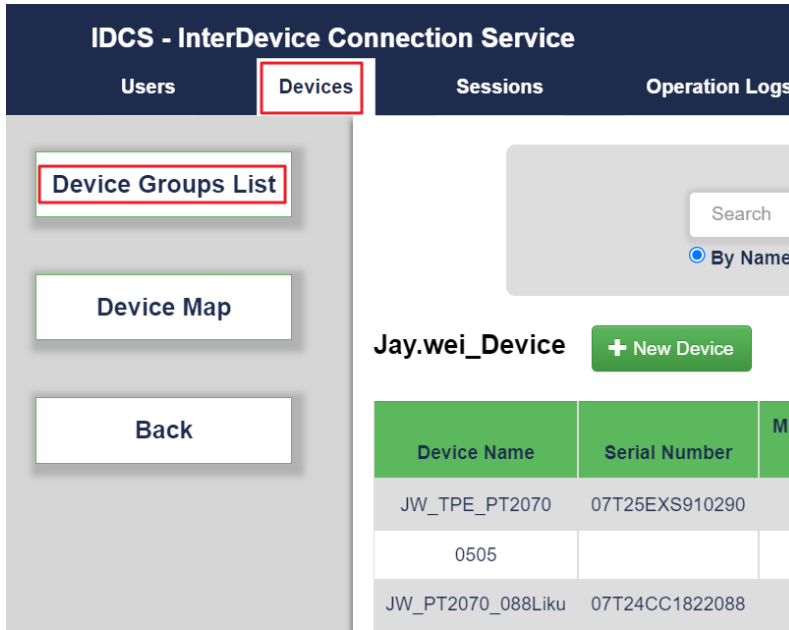 IDCS - InterDevice Connection Service
Users Devices Sessions Operation Logs
Device Groups List
Device Map
Back
Search
By Name
Jay.wei_Device + New Device
Device Name Serial Number M
JW_TPE_PT2070 07T25EXS910290
0505
JW_PT2070_088Liku 07T24CC1822088